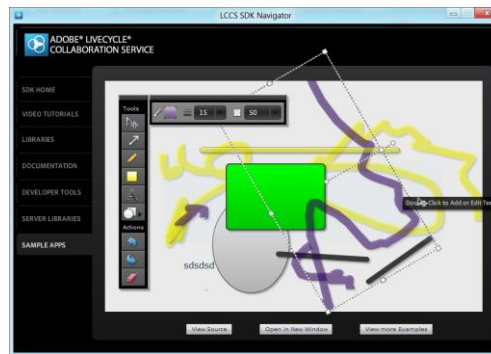 LCCS SDK Navigator
ADOBE® LIVECYCLE®
COLLABORATION SERVICE
SDK HOME
VIDEO TUTORIALS
LIBRARIES
DOCUMENTATION
DEVELOPER TOOLS
SERVER LIBRARIES
SAMPLE APPS
Tools
15
50
A
Actions
sdsdsd
Click to Add or Edit Te
View Source
Open in New Window
View more Examples